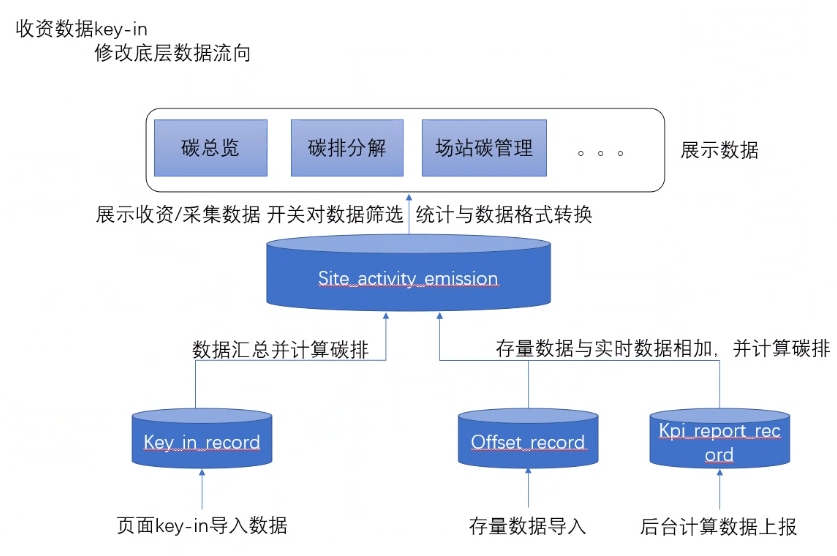 收资数据key-in
修改底层数据流向
碳总览
碳排分解
场站碳管理
。。。
展示数据
展示收资/采集数据 开关对数据筛选
统计与数据格式转换
Site_activity_emission
数据汇总并计算碳排
存量数据与实时数据相加，并计算碳排
Key_in_record
Offset_record
Kpi_report_rec
ord
页面key-in导入数据
存量数据导入
后台计算数据上报